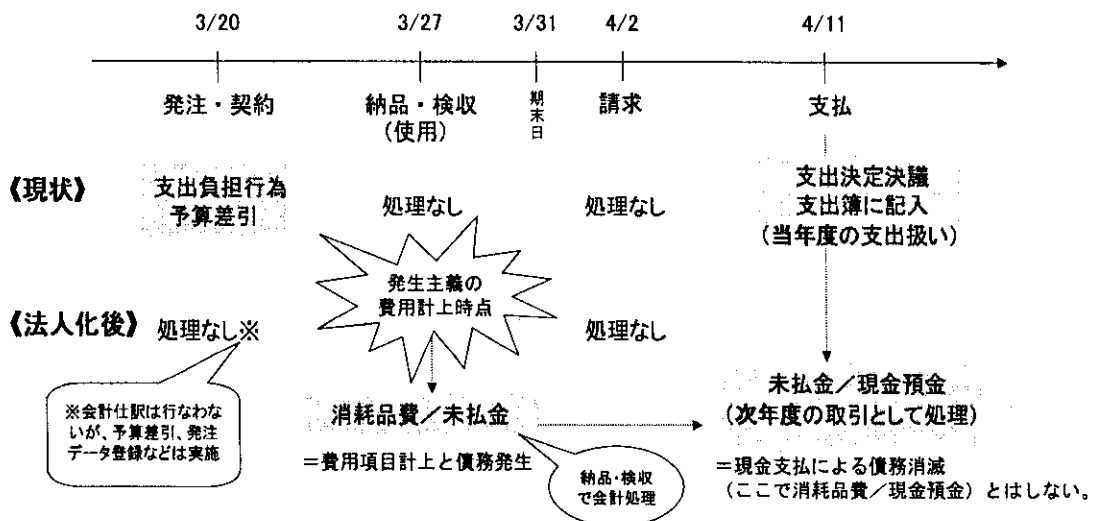 3/20 3/27 3/31 4/2 4/11
発注・契約 納品・検収 期末日 請求 支払
(使用)
《現状》
支出負担行為
予算差引
処理なし
処理なし
支出決定決議
支出簿に記入
(当年度の支出扱い)
発生主義の
費用計上時点
《法人化後》
処理なし※
処理なし
※会計仕訳は行なわな
いが、予算差引、発注
データ登録などは実施
消耗品費／未払金
＝費用項目計上と債務発生
納品・検収
で会計処理
未払金／現金預金
(次年度の取引として処理)
＝現金支払による債務消滅
(ここで消耗品費／現金預金)とはしない。